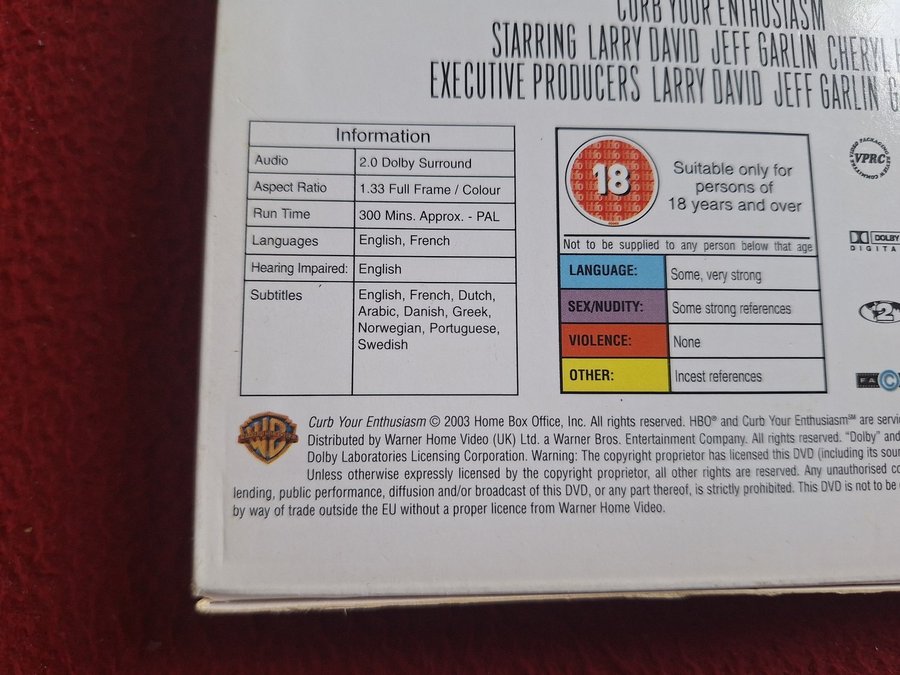 CURB YOUR ENTHUSIASM
STARRING LARRY DAVID JEFF GARLIN CHERYL
EXECUTIVE PRODUCERS LARRY DAVID JEFF GARLIN G
Information
Audio 2.0 Dolby Surround
Aspect Ratio 1.33 Full Frame / Colour
Run Time 300 Mins. Approx. - PAL
Languages English, French
Hearing Impaired: English
Subtitles English, French, Dutch,
Arabic, Danish, Greek,
Norwegian, Portuguese,
Swedish
18
Suitable only for
persons of
18 years and over
Not to be supplied to any person below that age
LANGUAGE: Some, very strong
SEX/NUDITY: Some strong references
VIOLENCE: None
OTHER: Incest references
VIDEO PACKAGING REVIEW COMMITTEE
VPRC
DOLBY
DIGITA
2
FA C
Curb Your Enthusiasm © 2003 Home Box Office, Inc. All rights reserved. HBO® and Curb Your Enthusiasm℠ are servi
Distributed by Warner Home Video (UK) Ltd. a Warner Bros. Entertainment Company. All rights reserved. “Dolby” and
Dolby Laboratories Licensing Corporation. Warning: The copyright proprietor has licensed this DVD (including its sou
Unless otherwise expressly licensed by the copyright proprietor, all other rights are reserved. Any unauthorised co
lending, public performance, diffusion and/or broadcast of this DVD, or any part thereof, is strictly prohibited. This DVD is not to be
by way of trade outside the EU without a proper licence from Warner Home Video.